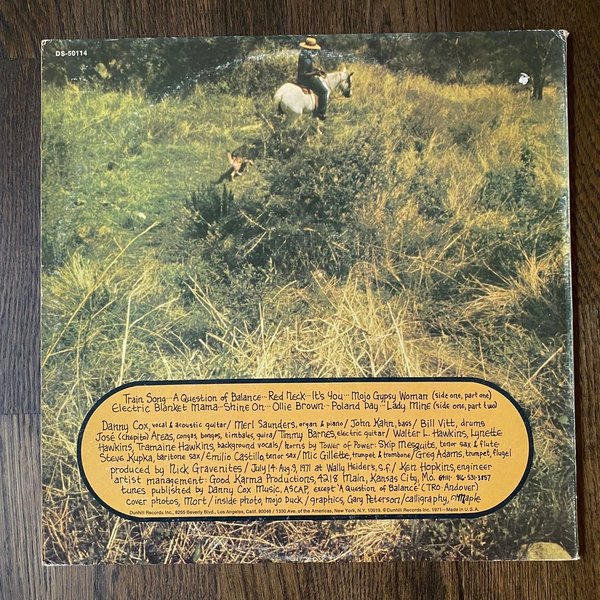 DS-50114
Train Song--A Question of Balance--Red Neck--It's You--Mojo Gypsy Woman (side one, part one)
Electric Blanket Mama--Shine On--Ollie Brown--Poland Day--Lady Mine (side one, part two)
Danny Cox, vocal & acoustic guitar/Merl Saunders, organ & piano/John Kahn, bass/Bill Vitt, drums
José (Chepito) Areas, congas, bongos, timbales, guira/Timmy Barnes, electric guitar/Walter L. Hawkins, Lynette
Hawkins, Tramaine Hawkins, background vocals/horns by Tower of Power: Skip Mesquite, tenor sax & flute
Steve Kupka, baritone sax/Emilio Castillo, tenor sax/Mic Gillette, trumpet & trombone/Greg Adams, trumpet, flugel
produced by Nick Gravenites/July 14-Aug 9, 1971 at Wally Heider's, s.f./Ken Hopkins, engineer
artist management: Good Karma Productions, 4218 Main, Kansas City, Mo. 64111: 816-531-3857
tunes published by Danny Cox Music, ASCAP, except 'A Question of Balance' (TRO Andover)
cover photos, Mort/inside photo, Mojo Duck/graphics, Gary Peterson/calligraphy, Maple
Dunhill Records Inc., 8255 Beverly Blvd., Los Angeles, Calif. 90048 / 1330 Ave. of the Americas, New York, N.Y. 10019. © Dunhill Records Inc. 1971—Made in U.S.A.